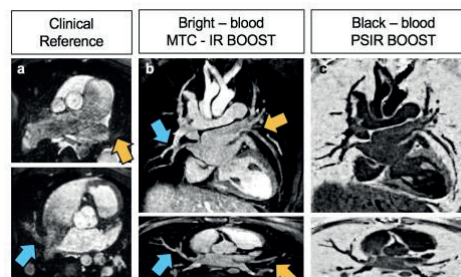 Clinical
Reference
Bright – blood
MTC - IR BOOST
Black – blood
PSIR BOOST
a
b
c